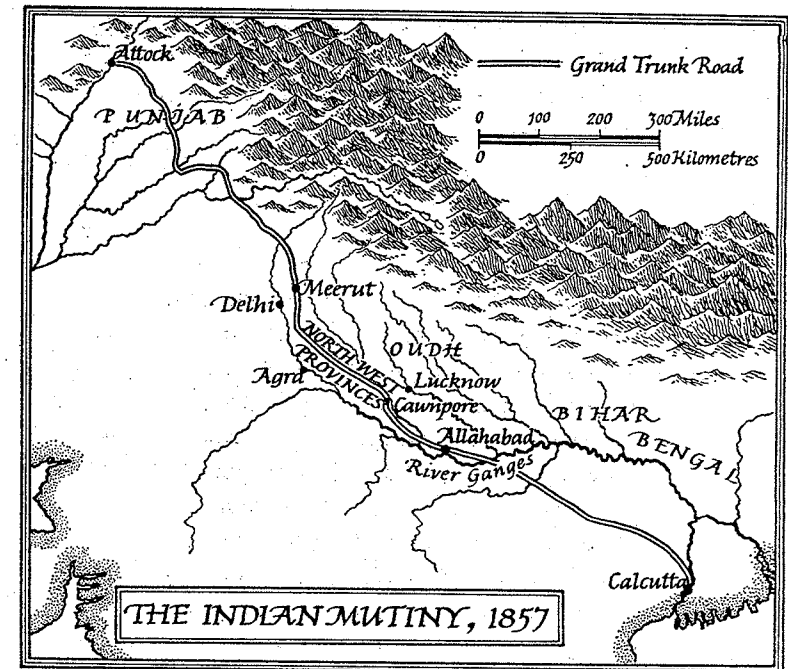 Attock
Grand Trunk Road
PUNJAB
0 100 200 300 Miles
0 250 500 Kilometres
Meerut
Delhi
NORTH WEST
PROVINCES
OUDH
Agra
Lucknow
Cawnpore
BIHAR
Allahabad
BENGAL
River Ganges
Calcutta
THE INDIAN MUTINY, 1857